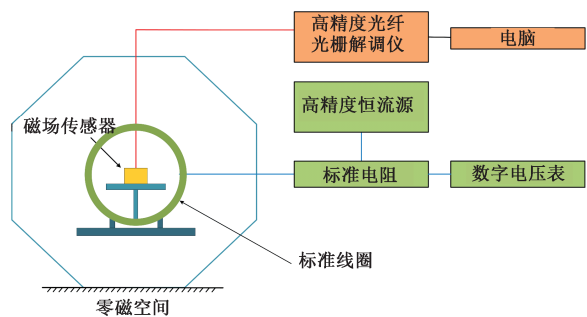 高精度光纤
光栅解调仪
电脑
高精度恒流源
磁场传感器
标准电阻
数字电压表
标准线圈
零磁空间